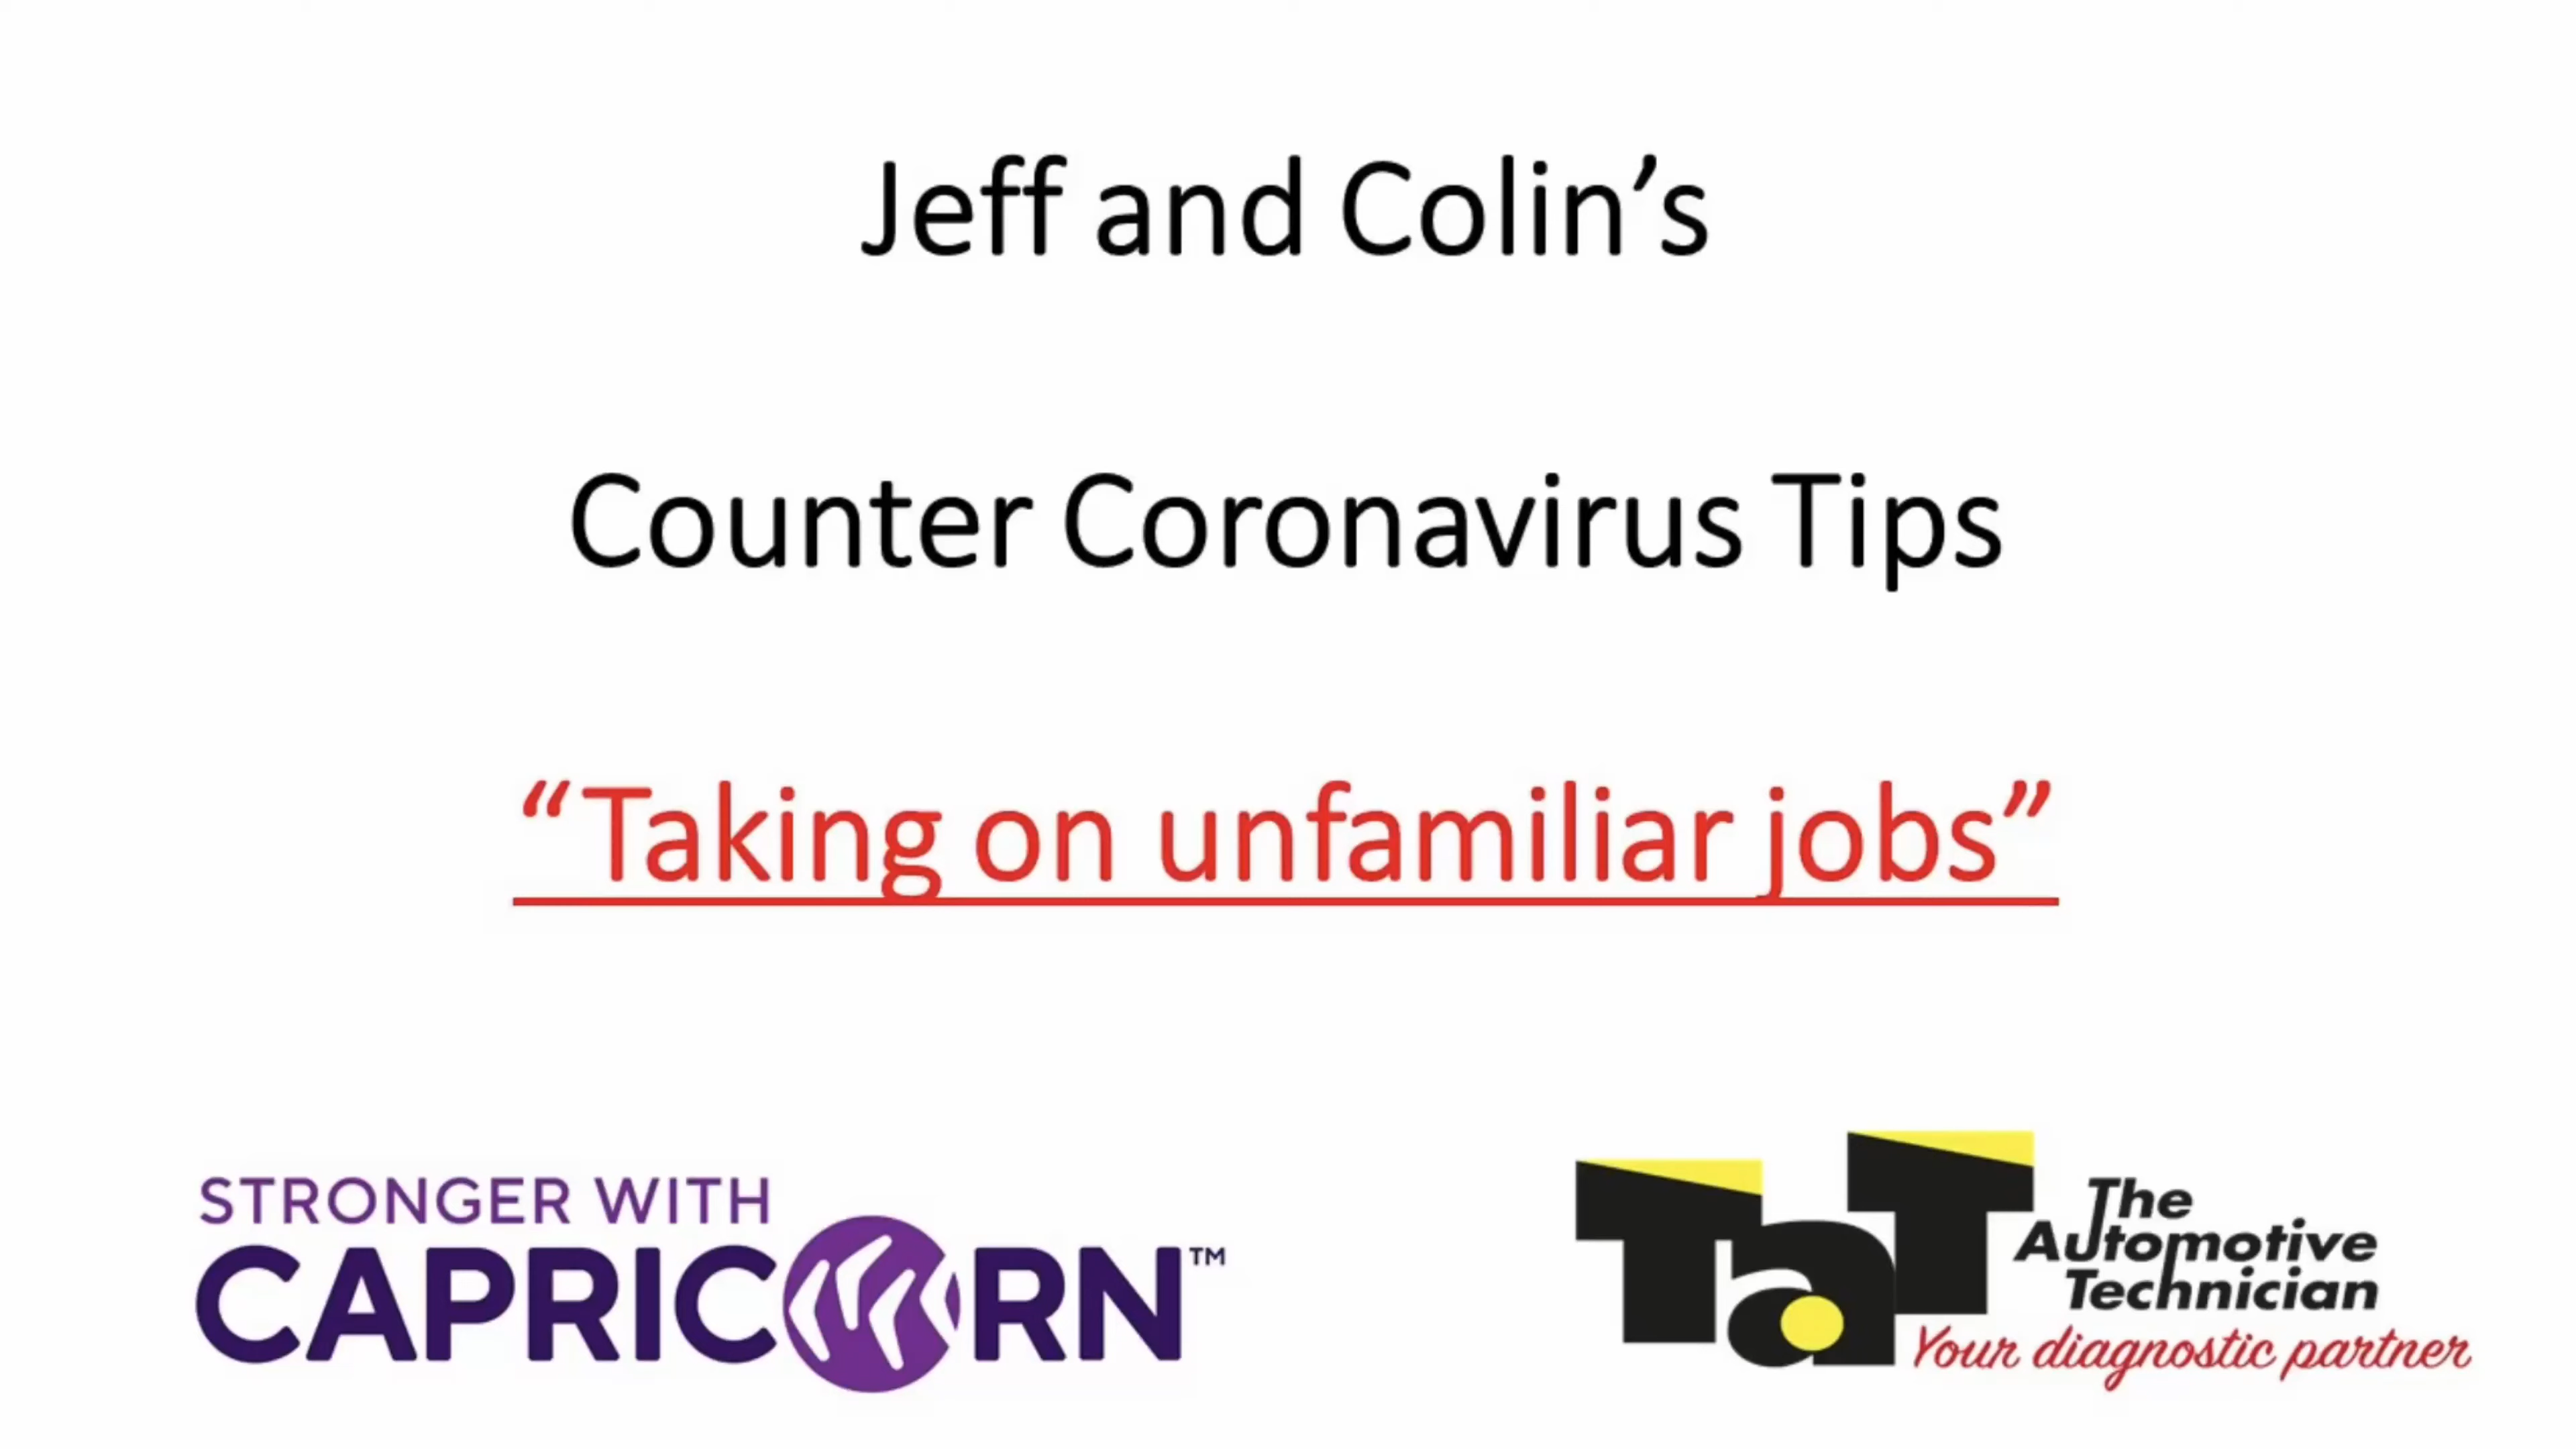 Jeff and Colin’s
Counter Coronavirus Tips
“Taking on unfamiliar jobs”
STRONGER WITH
CAPRICORN™
TaT
The
Automotive
Technician
Your diagnostic partner